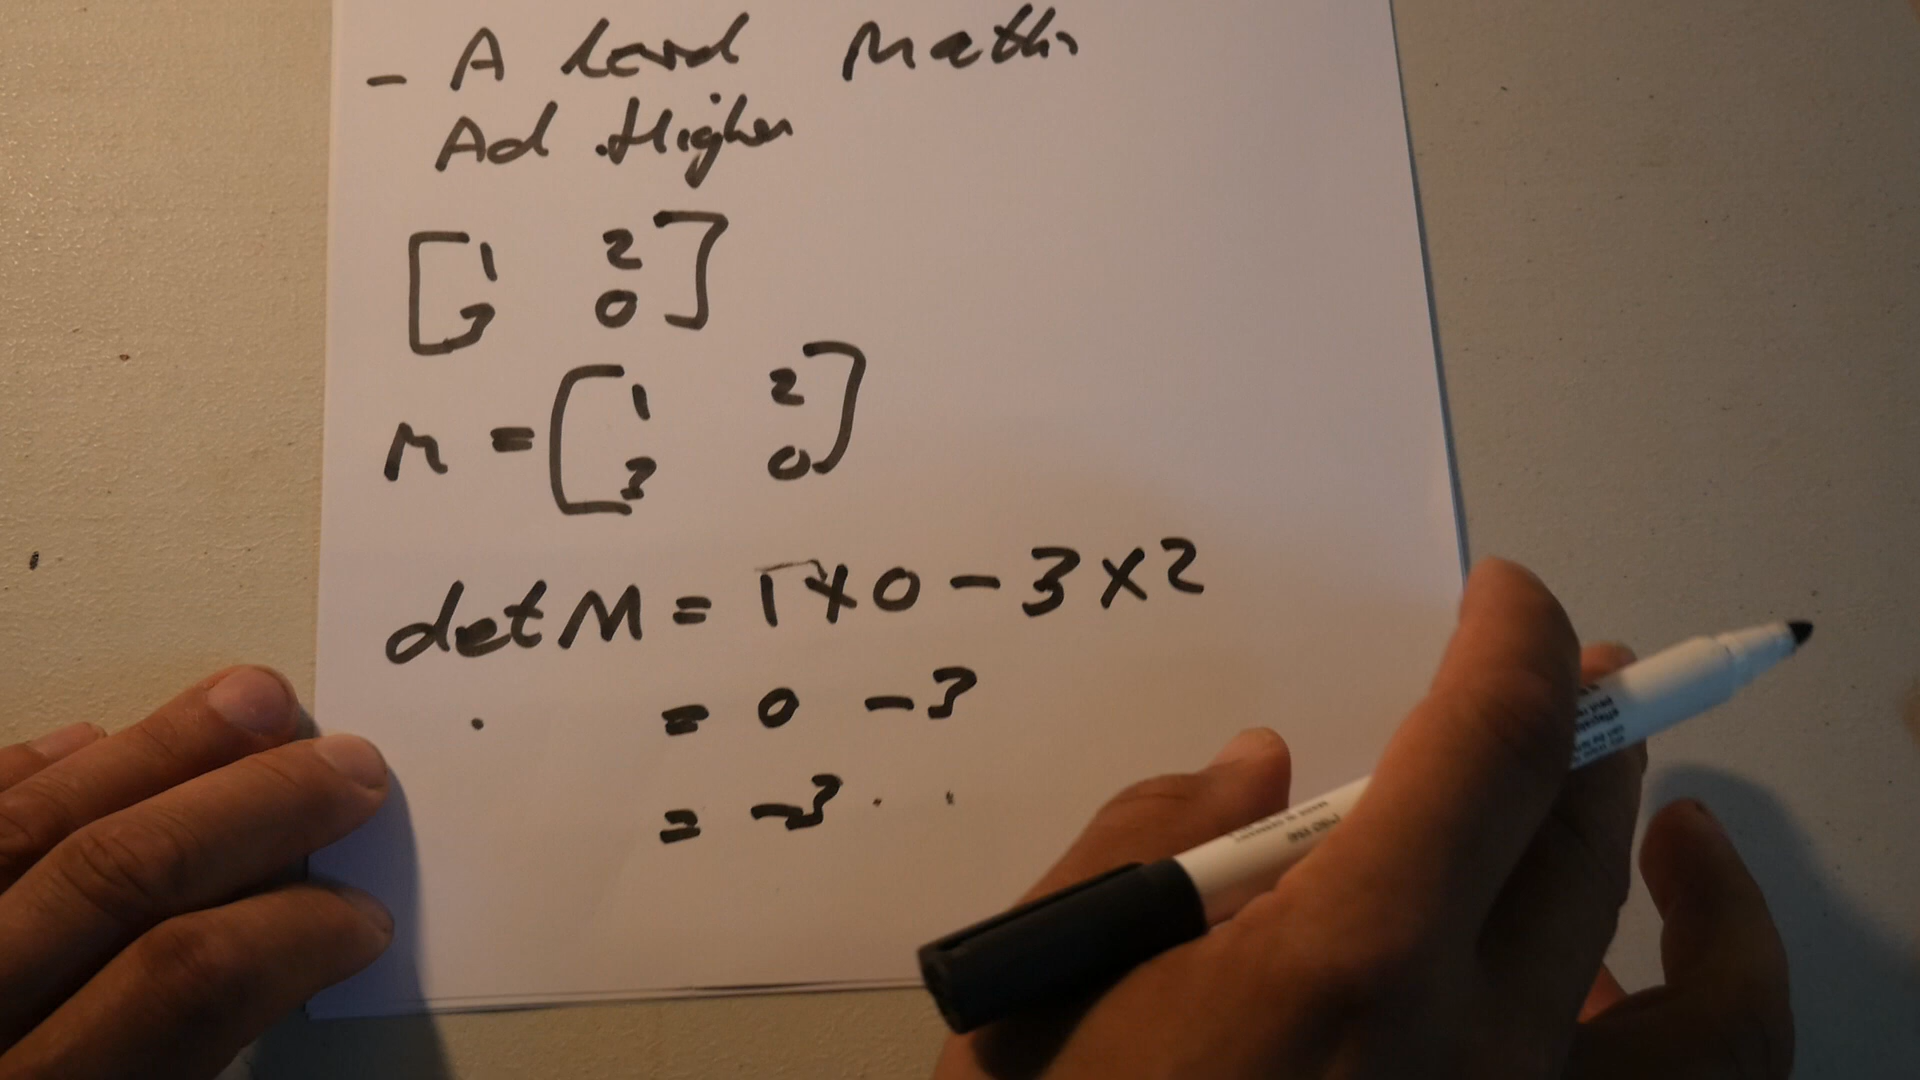 - A Level Maths
Ad Higher
[1 2
3 0]
M = [1 2
3 0]
det M = 1 x 0 - 3 x 2
= 0 - 3
= -3